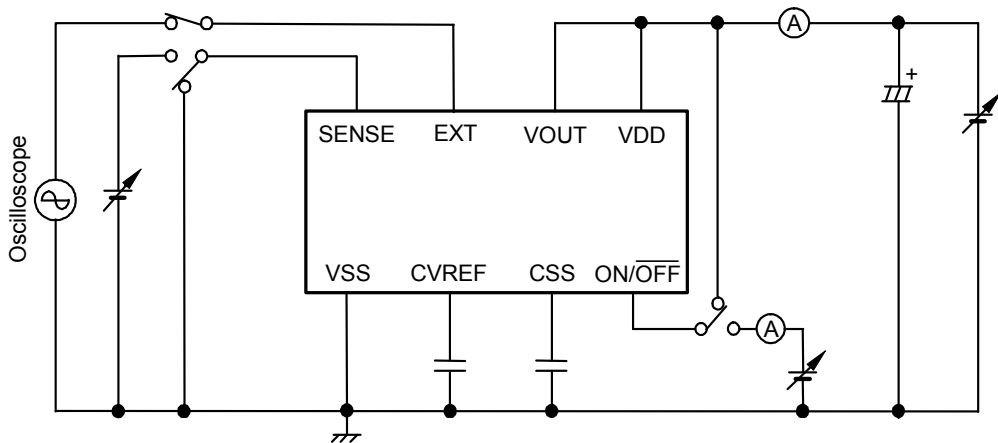 A
+
SENSE EXT VOUT VDD
Oscilloscope
VSS CVREF CSS ON/OFF
A